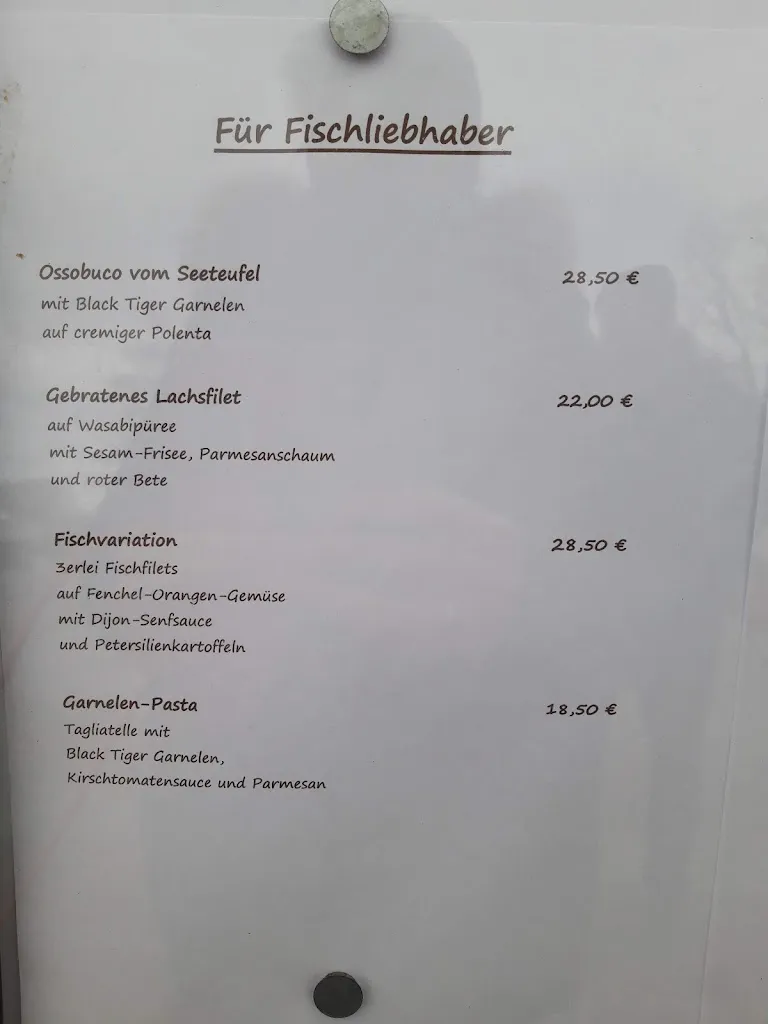 Für Fischliebhaber
Ossobuco vom Seeteufel 28,50 €
mit Black Tiger Garnelen
auf cremiger Polenta
Gebratenes Lachsfilet 22,00 €
auf Wasabipüree
mit Sesam-Frisee, Parmesanschaum
und roter Bete
Fischvariation 28,50 €
3erlei Fischfilets
auf Fenchel-Orangen-Gemüse
mit Dijon-Senfsauce
und Petersilienkartoffeln
Garnelen-Pasta 18,50 €
Tagliatelle mit
Black Tiger Garnelen,
Kirschtomatensauce und Parmesan